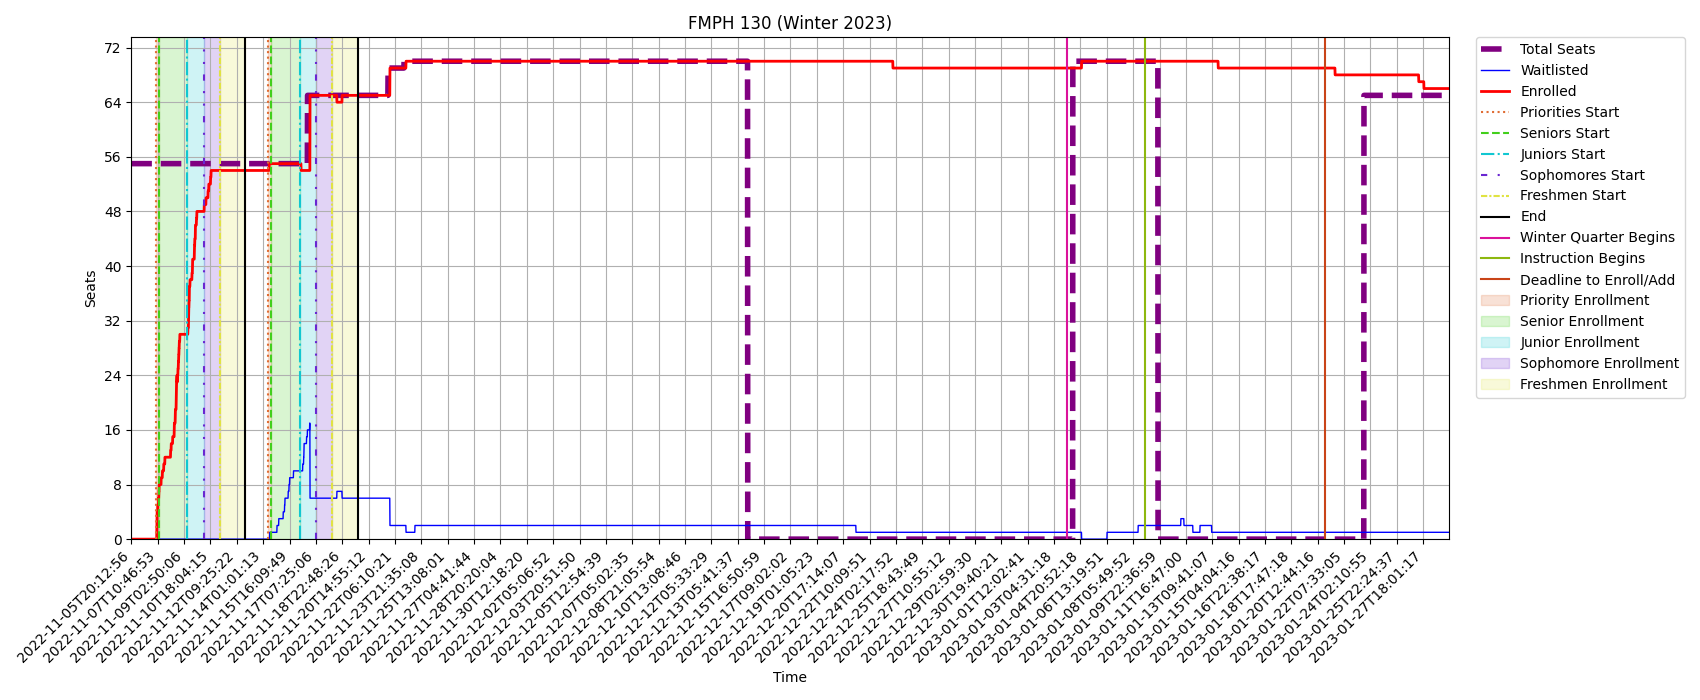 FMPH 130 (Winter 2023)
72
64
56
48
40
32
24
16
8
0
Seats
2022-11-05T20:12:56
2022-11-07T10:46:53
2022-11-09T02:50:06
2022-11-10T18:04:15
2022-11-12T09:25:22
2022-11-14T01:01:13
2022-11-15T16:09:49
2022-11-17T07:25:06
2022-11-18T22:48:26
2022-11-20T14:55:12
2022-11-22T06:10:21
2022-11-23T21:35:08
2022-11-25T13:08:01
2022-11-27T04:41:44
2022-11-28T20:20:04
2022-11-30T12:18:20
2022-12-02T05:06:52
2022-12-03T20:51:50
2022-12-05T12:54:39
2022-12-07T05:02:35
2022-12-08T21:05:54
2022-12-10T13:08:46
2022-12-12T05:33:29
2022-12-13T05:41:37
2022-12-15T16:50:59
2022-12-17T09:02:02
2022-12-19T01:05:23
2022-12-20T17:14:07
2022-12-22T10:09:51
2022-12-24T02:17:52
2022-12-25T18:43:49
2022-12-27T10:55:12
2022-12-29T02:59:30
2022-12-30T19:40:21
2023-01-01T12:02:41
2023-01-03T04:31:18
2023-01-04T20:52:18
2023-01-06T13:19:51
2023-01-08T05:49:52
2023-01-09T22:36:59
2023-01-11T16:47:00
2023-01-13T09:41:07
2023-01-15T04:04:16
2023-01-16T22:38:17
2023-01-18T17:47:18
2023-01-20T12:44:16
2023-01-22T07:33:05
2023-01-24T02:10:55
2023-01-25T22:24:37
2023-01-27T18:01:17
Time
Total Seats
Waitlisted
Enrolled
Priorities Start
Seniors Start
Juniors Start
Sophomores Start
Freshmen Start
End
Winter Quarter Begins
Instruction Begins
Deadline to Enroll/Add
Priority Enrollment
Senior Enrollment
Junior Enrollment
Sophomore Enrollment
Freshmen Enrollment